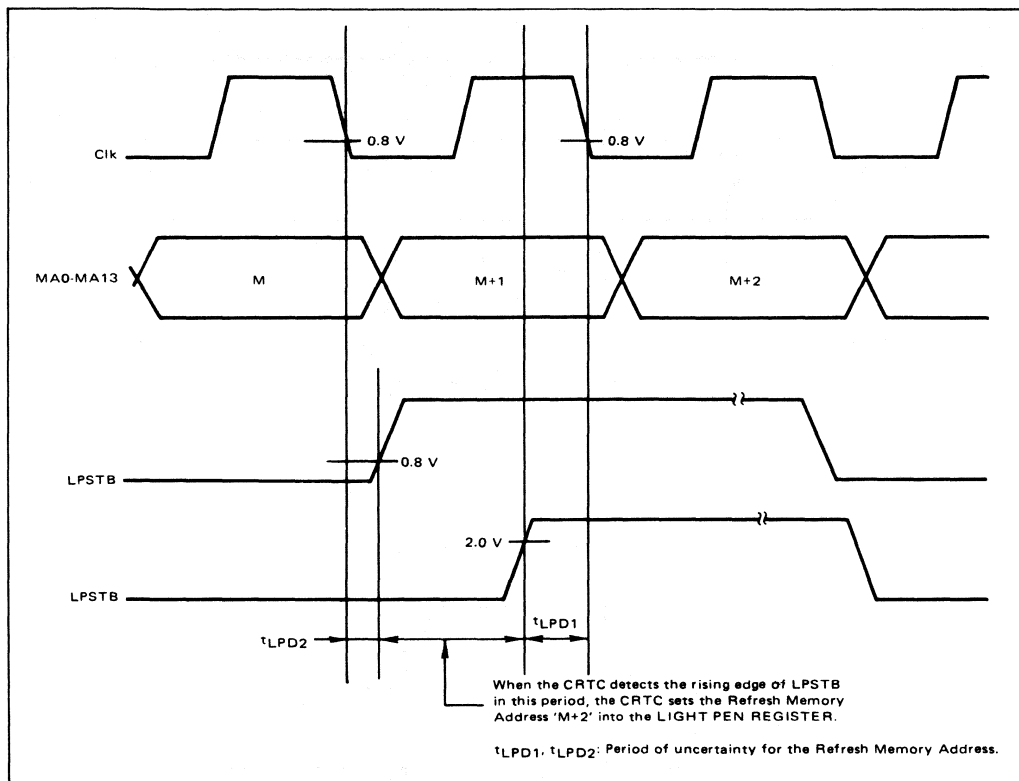 0.8 V
0.8 V
Clk
MA0-MA13
M
M+1
M+2
0.8 V
LPSTB
2.0 V
LPSTB
tLPD1
tLPD2
When the CRTC detects the rising edge of LPSTB
in this period, the CRTC sets the Refresh Memory
Address 'M+2' into the LIGHT PEN REGISTER.
tLPD1, tLPD2: Period of uncertainty for the Refresh Memory Address.